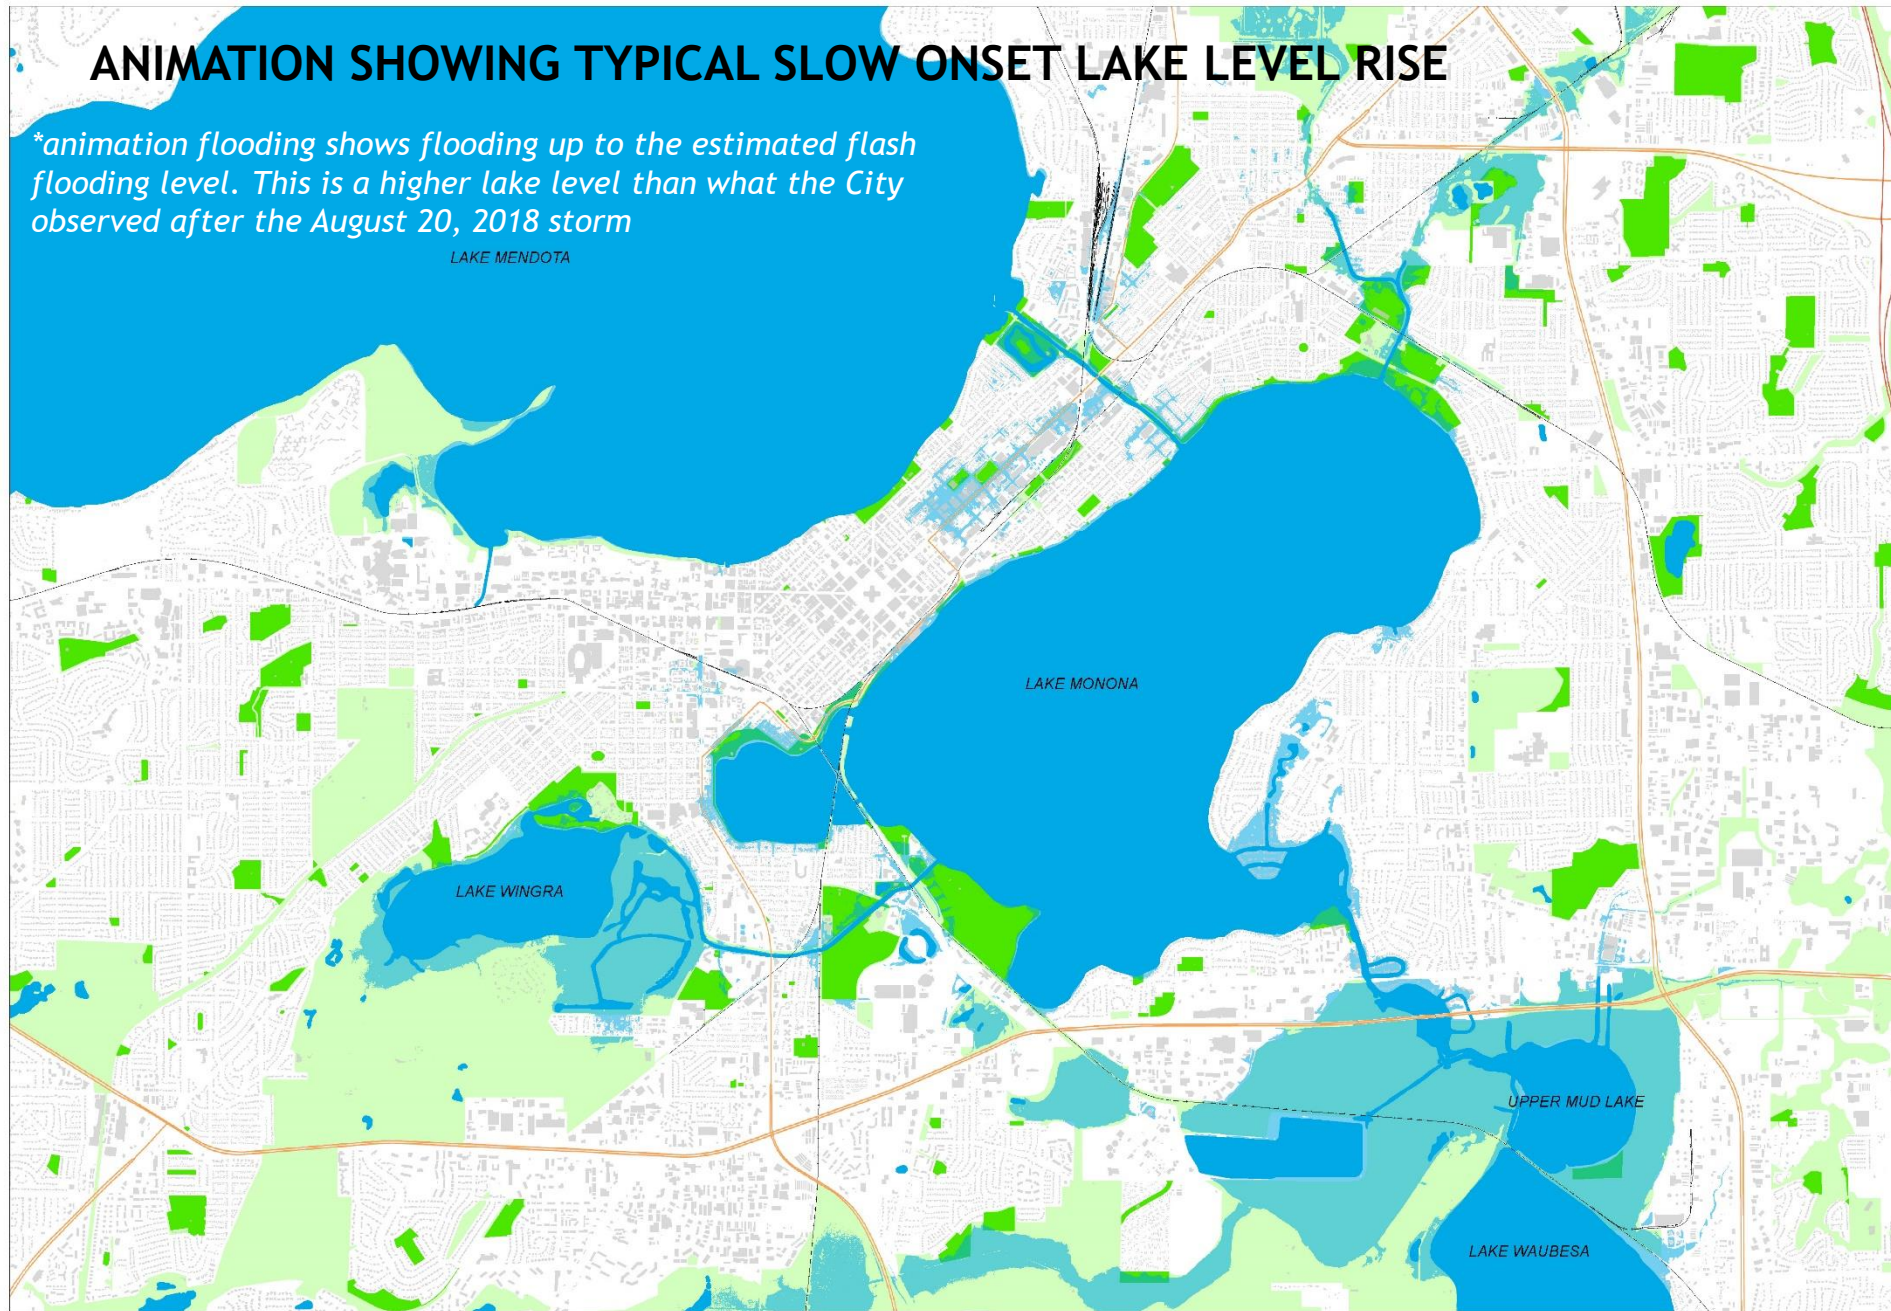 ANIMATION SHOWING TYPICAL SLOW ONSET LAKE LEVEL RISE
*animation flooding shows flooding up to the estimated flash
flooding level. This is a higher lake level than what the City
observed after the August 20, 2018 storm
LAKE MENDOTA
LAKE MONONA
LAKE WINGRA
UPPER MUD LAKE
LAKE WAUBESA